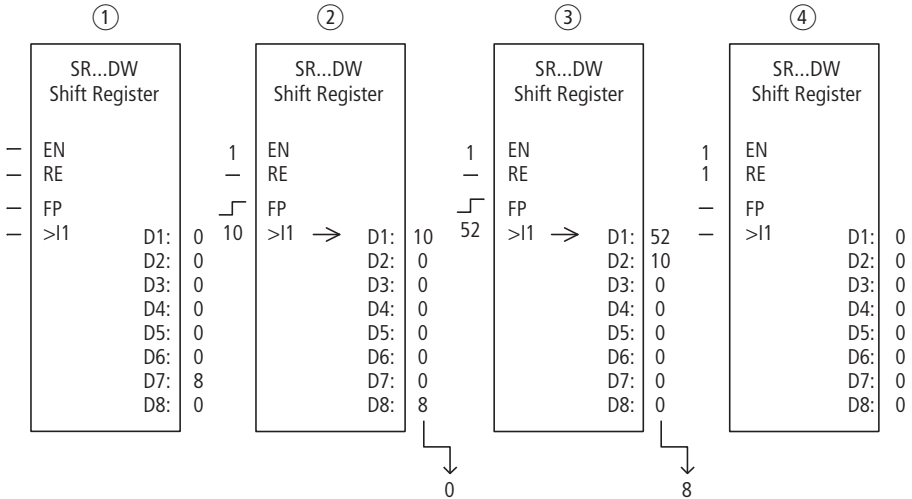 ① ② ③ ④
SR...DW SR...DW SR...DW SR...DW
Shift Register Shift Register Shift Register Shift Register
– EN 1 EN 1 EN 1 EN
– RE – RE – RE 1 RE
– FP FP FP – FP
– >I1 10 >I1 → 52 >I1 → – >I1
D1: 0 D1: 10 D1: 52 D1: 0
D2: 0 D2: 0 D2: 10 D2: 0
D3: 0 D3: 0 D3: 0 D3: 0
D4: 0 D4: 0 D4: 0 D4: 0
D5: 0 D5: 0 D5: 0 D5: 0
D6: 0 D6: 0 D6: 0 D6: 0
D7: 8 D7: 0 D7: 0 D7: 0
D8: 0 D8: 8 D8: 0 D8: 0
0 8